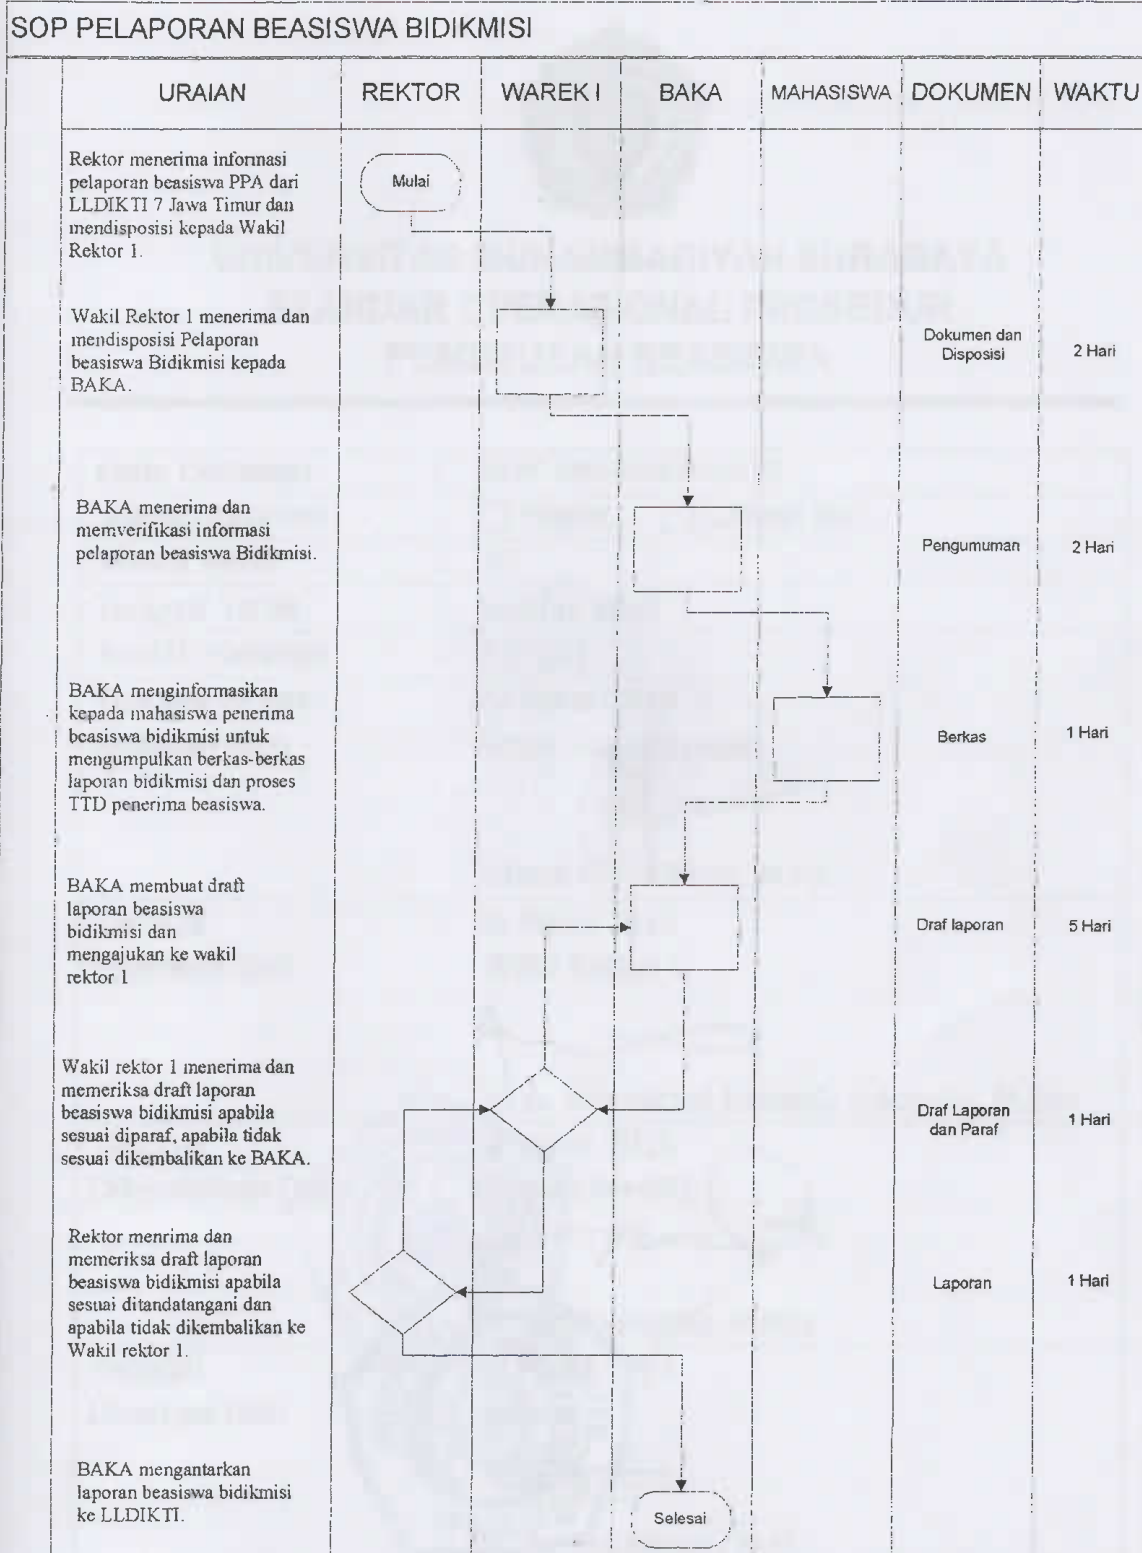 SOP PELAPORAN BEASISWA BIDIKMISI
URAIAN
REKTOR
WAREK I
BAKA
MAHASISWA
DOKUMEN
WAKTU
Rektor menerima informasi
pelaporan beasiswa PPA dari
LLDIKTI 7 Jawa Timur dan
mendisposisi kepada Wakil
Rektor 1.
Mulai
Wakil Rektor 1 menerima dan
mendisposisi Pelaporan
beasiswa Bidikmisi kepada
BAKA.
Dokumen dan
Disposisi
2 Hari
BAKA menerima dan
memverifikasi informasi
pelaporan beasiswa Bidikmisi.
Pengumuman
2 Hari
BAKA menginformasikan
kapada mahasiswa penerima
beasiswa bidikmisi untuk
mengumpulkan berkas-berkas
laporan bidikmisi dan proses
TTD penerima beasiswa.
Berkas
1 Hari
BAKA membuat draft
laporan beasiswa
bidikmisi dan
mengajukan ke wakil
rektor 1
Draf laporan
5 Hari
Wakil rektor 1 menerima dan
memeriksa draft laporan
beasiswa bidikmisi apabila
sesuai diparaf, apabila tidak
sesuai dikembalikan ke BAKA.
Draf Laporan
dan Paraf
1 Hari
Rektor menrima dan
memeriksa draft laporan
beasiswa bidikmisi apabila
sesuai ditandatangani dan
apabila tidak dikembalikan ke
Wakil rektor 1.
Laporan
1 Hari
BAKA mengantarkan
laporan beasiswa bidikmisi
ke LLDIKTI.
Selesai